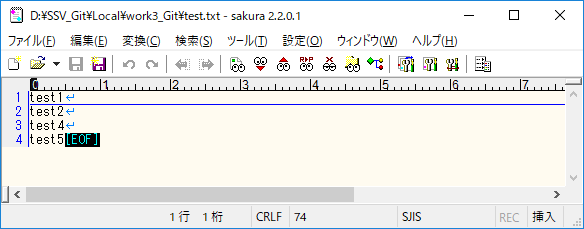 D:¥SSV_Git¥Local¥work3_Git¥test.txt - sakura 2.2.0.1
ファイル(F) 編集(E) 変換(C) 検索(S) ツール(T) 設定(O) ウィンドウ(W) ヘルプ(H)
0 1 2 3 4 5 6 7
1 test1↵
2 test2↵
3 test4↵
4 test5[EOF]
1 行 1 桁 CRLF 74 SJIS REC 挿入